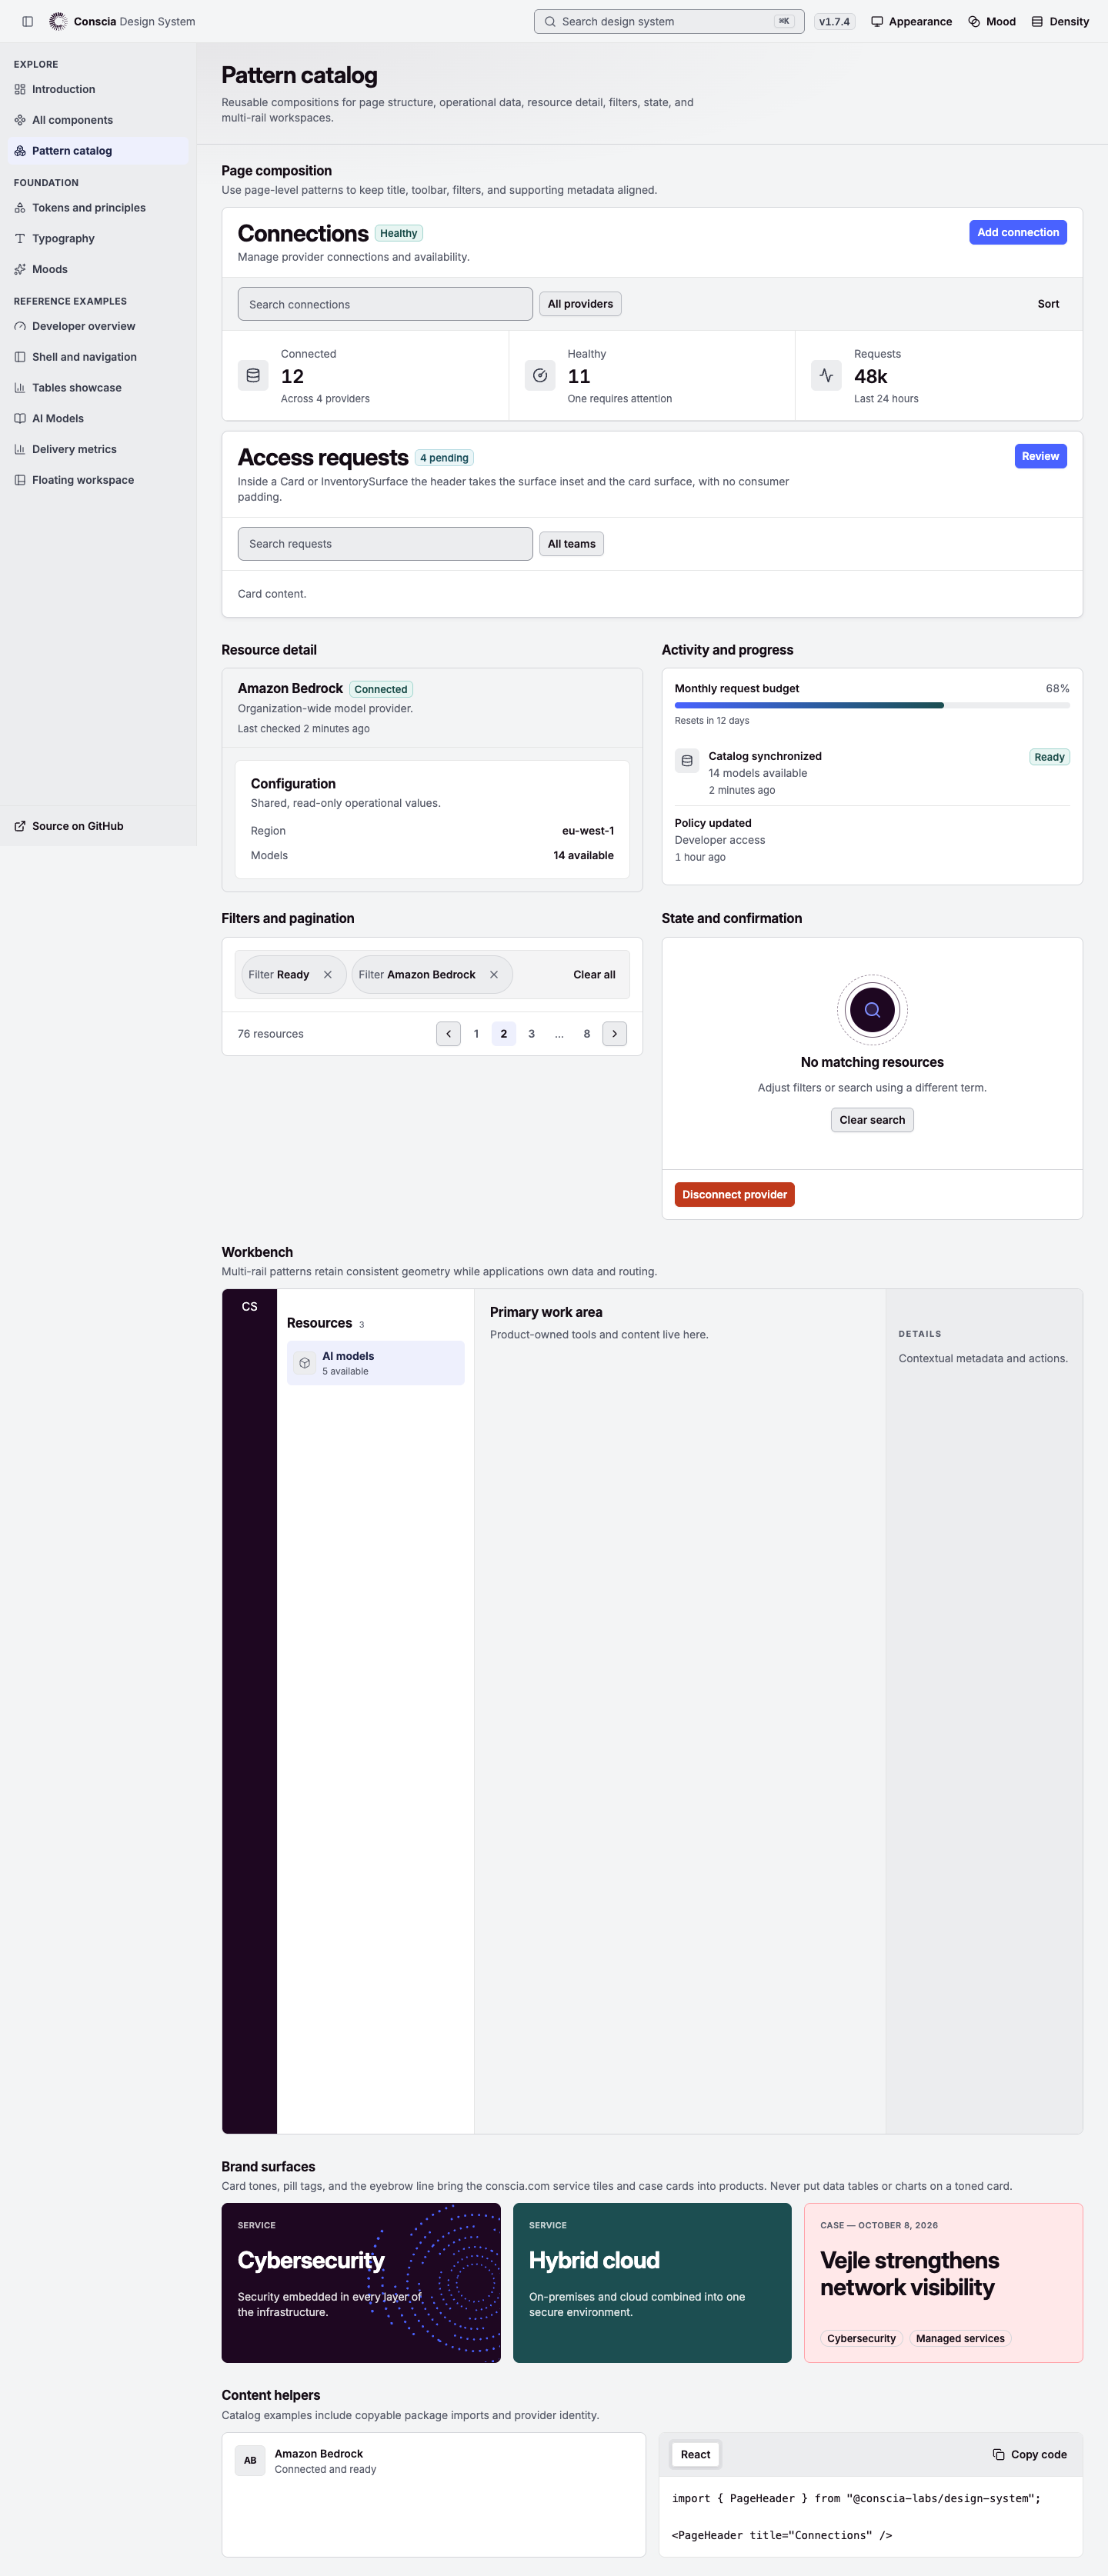 Conscia Design System
Search design system
⌘K
v1.7.4
Appearance
Mood
Density
EXPLORE
Introduction
All components
Pattern catalog
FOUNDATION
Tokens and principles
Typography
Moods
REFERENCE EXAMPLES
Developer overview
Shell and navigation
Tables showcase
AI Models
Delivery metrics
Floating workspace
Source on GitHub
Pattern catalog
Reusable compositions for page structure, operational data, resource detail, filters, state, and
multi-rail workspaces.
Page composition
Use page-level patterns to keep title, toolbar, filters, and supporting metadata aligned.
Connections Healthy
Add connection
Manage provider connections and availability.
Search connections
All providers
Sort
Connected
12
Across 4 providers
Healthy
11
One requires attention
Requests
48k
Last 24 hours
Access requests 4 pending
Review
Inside a Card or InventorySurface the header takes the surface inset and the card surface, with no consumer
padding.
Search requests
All teams
Card content.
Resource detail
Amazon Bedrock Connected
Organization-wide model provider.
Last checked 2 minutes ago
Configuration
Shared, read-only operational values.
Region eu-west-1
Models 14 available
Activity and progress
Monthly request budget 68%
Resets in 12 days
Catalog synchronized Ready
14 models available
2 minutes ago
Policy updated
Developer access
1 hour ago
Filters and pagination
Filter Ready
Filter Amazon Bedrock
Clear all
76 resources
1 2 3 ... 8
State and confirmation
No matching resources
Adjust filters or search using a different term.
Clear search
Disconnect provider
Workbench
Multi-rail patterns retain consistent geometry while applications own data and routing.
CS
Resources 3
AI models
5 available
Primary work area
Product-owned tools and content live here.
DETAILS
Contextual metadata and actions.
Brand surfaces
Card tones, pill tags, and the eyebrow line bring the conscia.com service tiles and case cards into products. Never put data tables or charts on a toned card.
SERVICE
Cybersecurity
Security embedded in every layer of
the infrastructure.
SERVICE
Hybrid cloud
On-premises and cloud combined into one
secure environment.
CASE — OCTOBER 8, 2026
Vejle strengthens
network visibility
Cybersecurity
Managed services
Content helpers
Catalog examples include copyable package imports and provider identity.
AB
Amazon Bedrock
Connected and ready
React
Copy code
import { PageHeader } from "@conscia-labs/design-system";
<PageHeader title="Connections" />